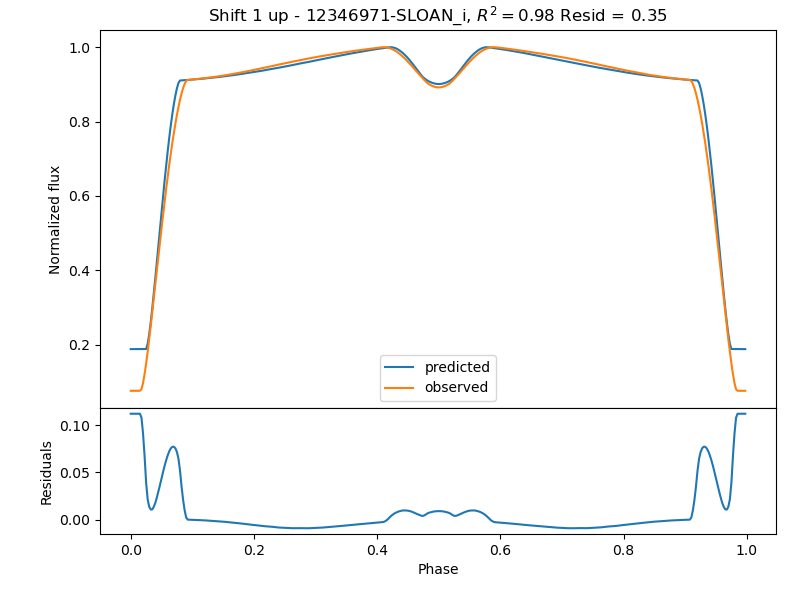 Shift 1 up - 12346971-SLOAN_i, R² = 0.98 Resid = 0.35
Normalized flux
1.0
0.8
0.6
0.4
0.2
predicted
observed
Residuals
0.10
0.05
0.00
0.0 0.2 0.4 0.6 0.8 1.0
Phase